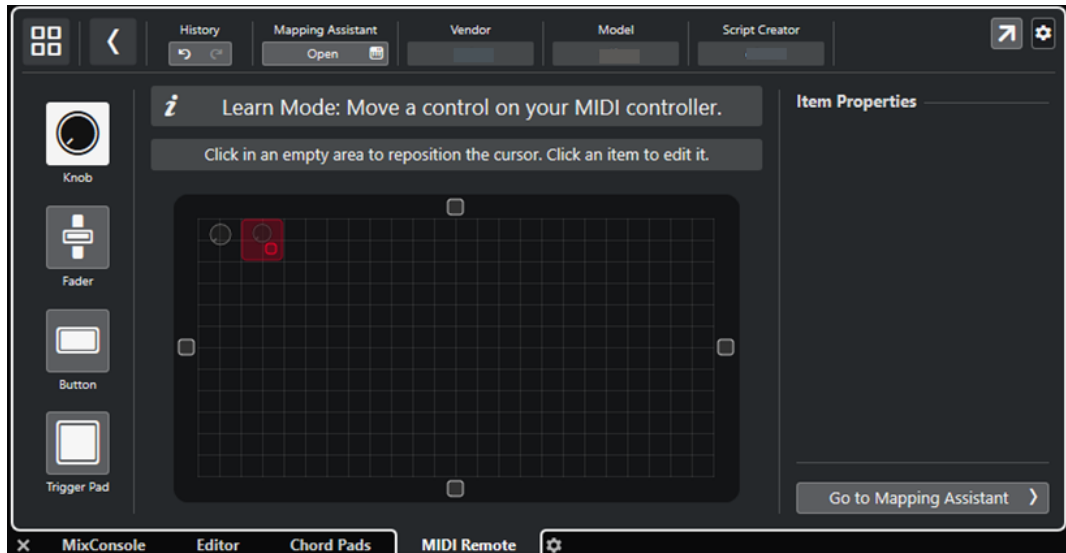 History
Mapping Assistant
Vendor
Model
Script Creator
Open
i Learn Mode: Move a control on your MIDI controller.
Item Properties
Click in an empty area to reposition the cursor. Click an item to edit it.
Knob
Fader
Button
Trigger Pad
Go to Mapping Assistant
MixConsole Editor Chord Pads MIDI Remote